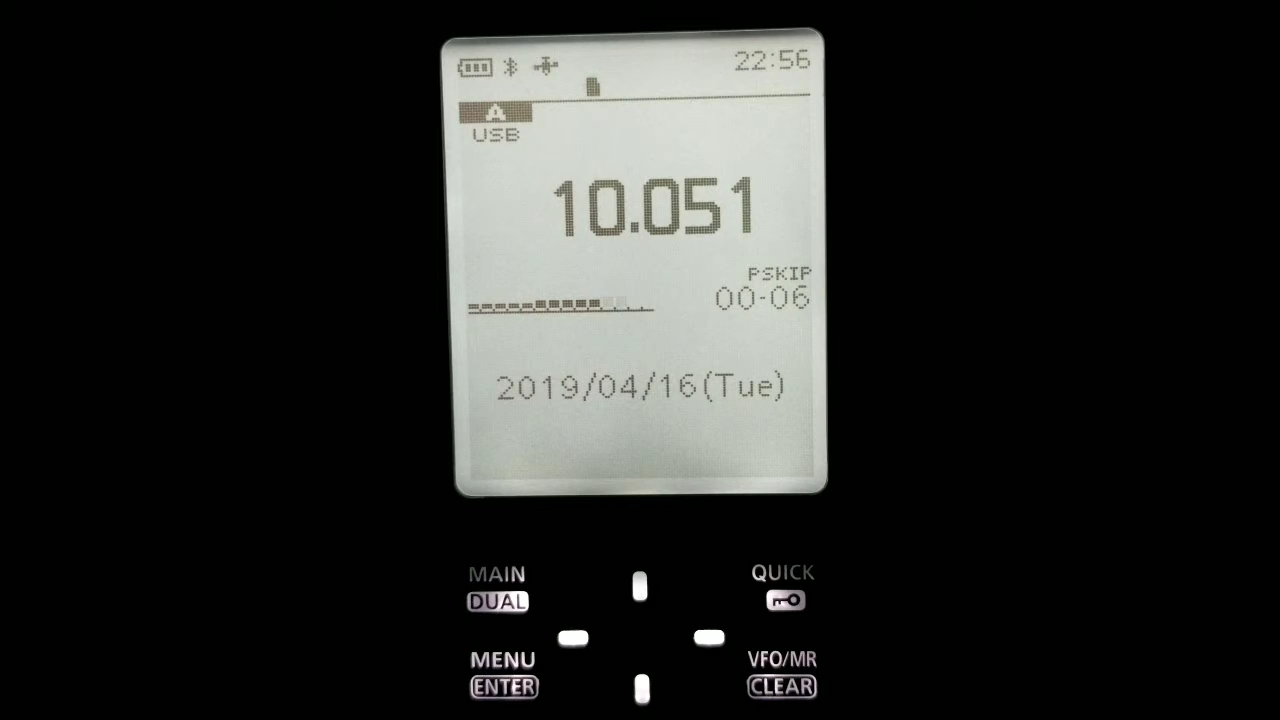 22:56
A
USB
10.051
PSKIP
00-06
2019/04/16(Tue)
MAIN
QUICK
DUAL
MENU
VFO/MR
ENTER
CLEAR